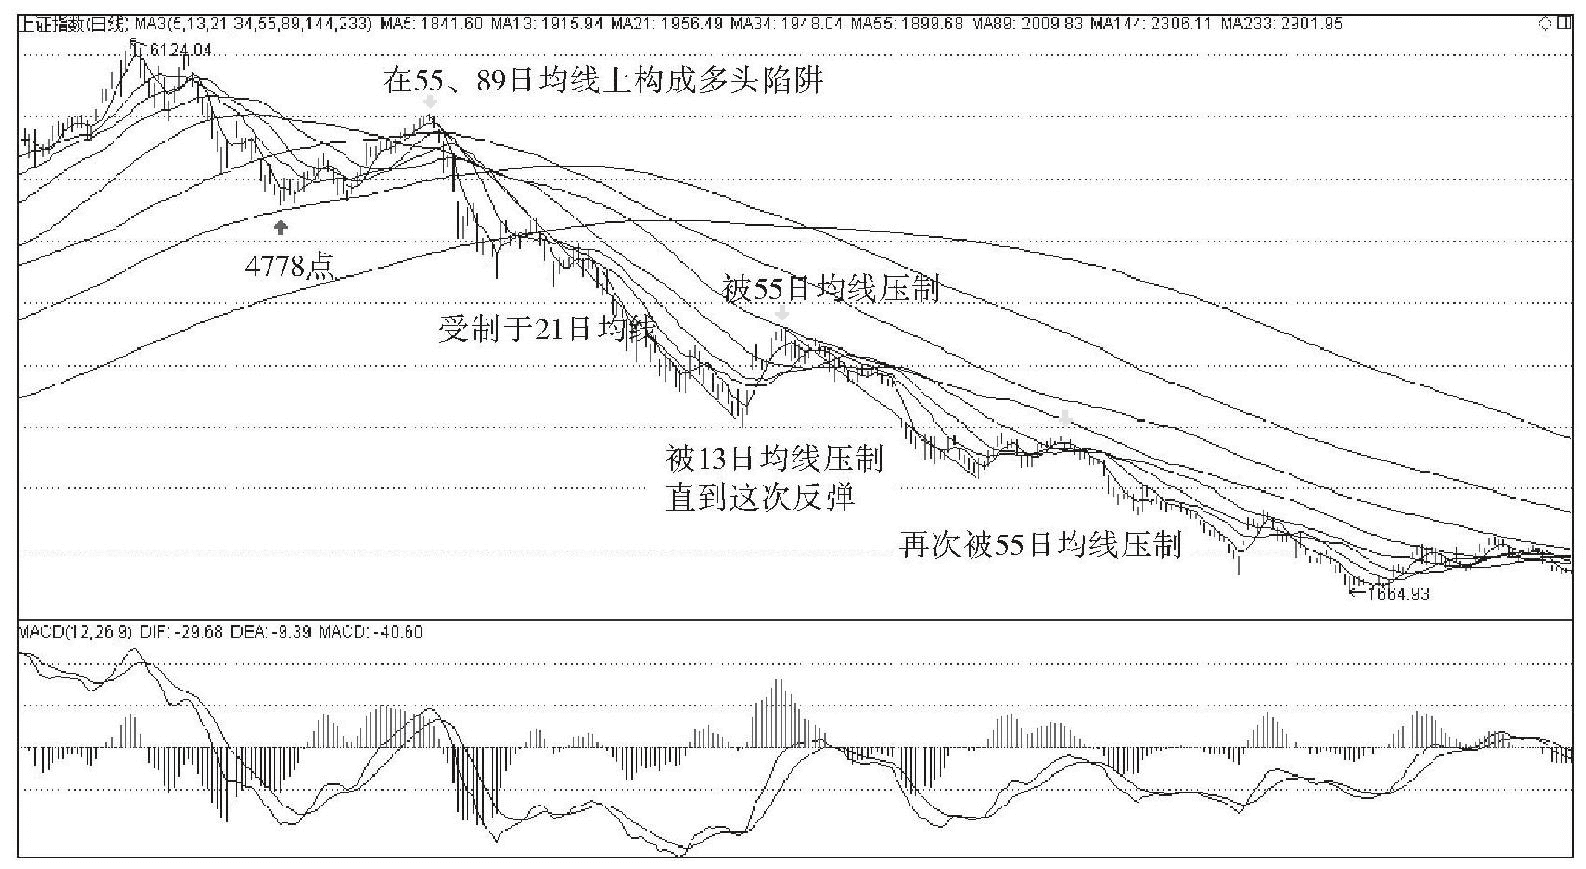 上证指数(日线) MA3(5,13,21,34,55,89,144,233) MA5: 1841.60 MA13: 1915.94 MA21: 1956.49 MA34: 1948.04 MA55: 1899.68 MA89: 2009.83 MA144: 2306.11 MA233: 2901.95
6124.04
在55、89日均线上构成多头陷阱
4778点
被55日均线压制
受制于21日均线
被13日均线压制
直到这次反弹
再次被55日均线压制
1664.93
MACD(12,26,9) DIF: -29.68 DEA: -9.39 MACD: -40.60